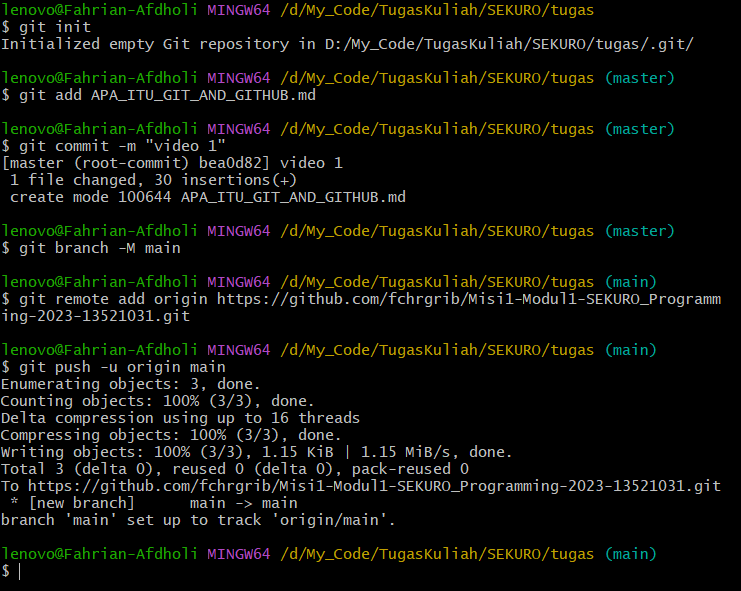 lenovo@Fahrian-Afdholi MINGW64 /d/My_Code/TugasKuliah/SEKURO/tugas
$ git init
Initialized empty Git repository in D:/My_Code/TugasKuliah/SEKURO/tugas/.git/
lenovo@Fahrian-Afdholi MINGW64 /d/My_Code/TugasKuliah/SEKURO/tugas (master)
$ git add APA_ITU_GIT_AND_GITHUB.md
lenovo@Fahrian-Afdholi MINGW64 /d/My_Code/TugasKuliah/SEKURO/tugas (master)
$ git commit -m "video 1"
[master (root-commit) bea0d82] video 1
 1 file changed, 30 insertions(+)
 create mode 100644 APA_ITU_GIT_AND_GITHUB.md
lenovo@Fahrian-Afdholi MINGW64 /d/My_Code/TugasKuliah/SEKURO/tugas (master)
$ git branch -M main
lenovo@Fahrian-Afdholi MINGW64 /d/My_Code/TugasKuliah/SEKURO/tugas (main)
$ git remote add origin https://github.com/fchrgrib/Misi1-Modul1-SEKURO_Programm
ing-2023-13521031.git
lenovo@Fahrian-Afdholi MINGW64 /d/My_Code/TugasKuliah/SEKURO/tugas (main)
$ git push -u origin main
Enumerating objects: 3, done.
Counting objects: 100% (3/3), done.
Delta compression using up to 16 threads
Compressing objects: 100% (3/3), done.
Writing objects: 100% (3/3), 1.15 KiB | 1.15 MiB/s, done.
Total 3 (delta 0), reused 0 (delta 0), pack-reused 0
To https://github.com/fchrgrib/Misi1-Modul1-SEKURO_Programming-2023-13521031.git
 * [new branch]      main -> main
branch 'main' set up to track 'origin/main'.
lenovo@Fahrian-Afdholi MINGW64 /d/My_Code/TugasKuliah/SEKURO/tugas (main)
$